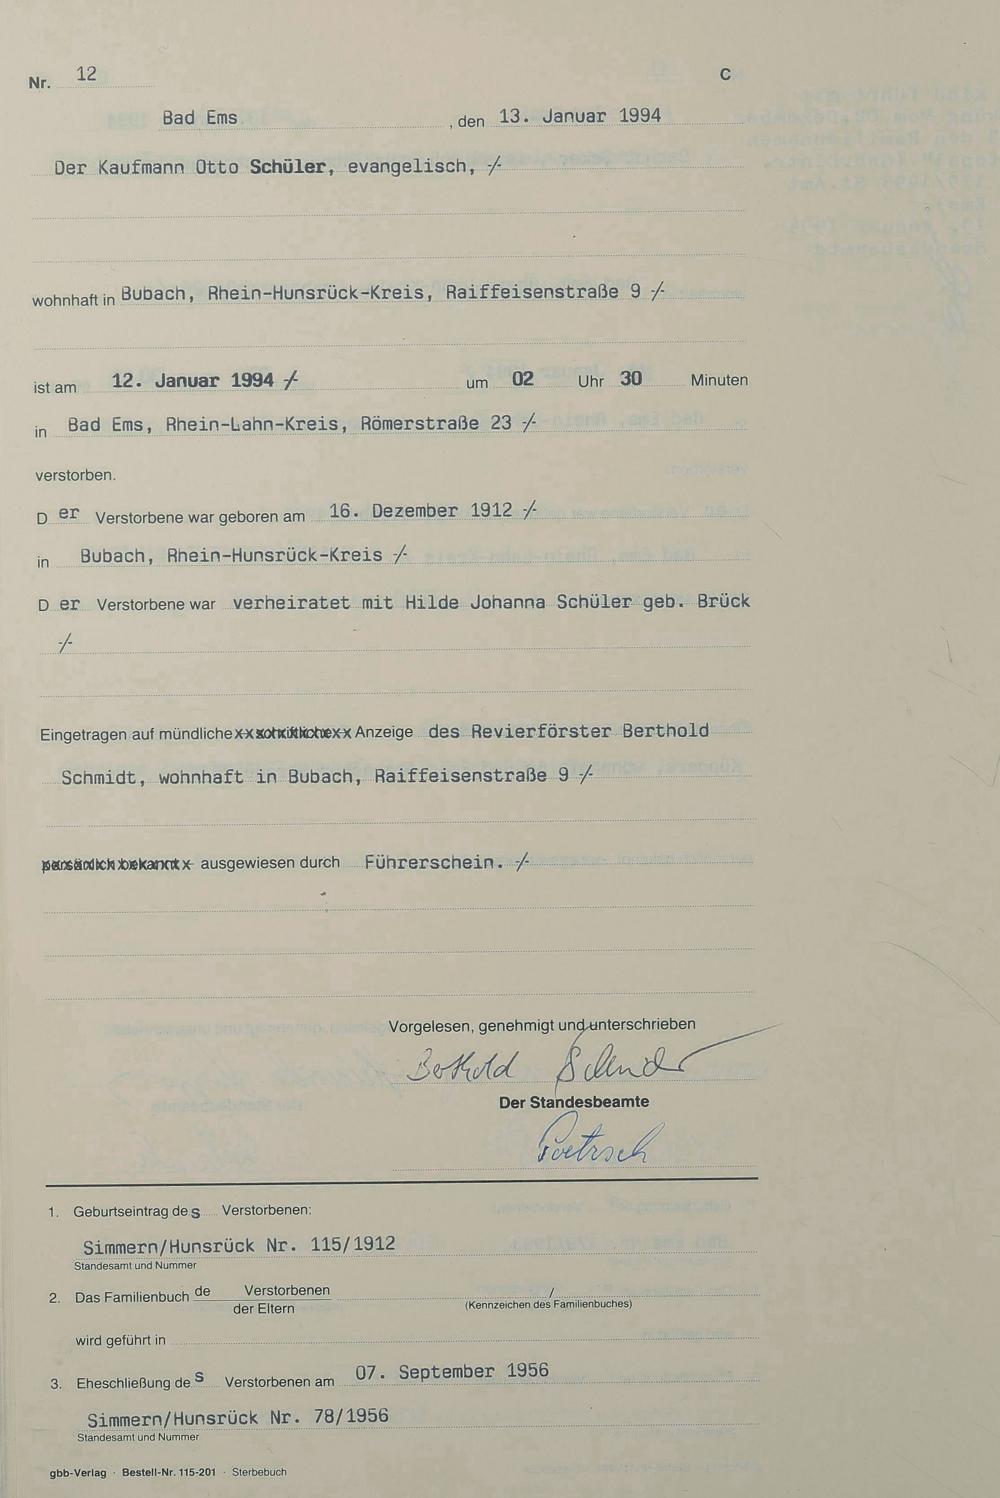 Nr. 12 C
Bad Ems , den 13. Januar 1994
Der Kaufmann Otto Schüler, evangelisch, -/-
wohnhaft in Bubach, Rhein-Hunsrück-Kreis, Raiffeisenstraße 9 -/-
ist am 12. Januar 1994 -/- um 02 Uhr 30 Minuten
in Bad Ems, Rhein-Lahn-Kreis, Römerstraße 23 -/-
verstorben.
D er Verstorbene war geboren am 16. Dezember 1912 -/-
in Bubach, Rhein-Hunsrück-Kreis -/-
D er Verstorbene war verheiratet mit Hilde Johanna Schüler geb. Brück
-/-
Eingetragen auf mündliche xxschriftlichexx Anzeige des Revierförster Berthold
Schmidt, wohnhaft in Bubach, Raiffeisenstraße 9 -/-
persönlich bekannt ausgewiesen durch Führerschein. -/-
Vorgelesen, genehmigt und unterschrieben
Berthold Schmidt
Der Standesbeamte
Poetzsch
1. Geburtseintrag des Verstorbenen:
Simmern/Hunsrück Nr. 115/1912
Standesamt und Nummer
2. Das Familienbuch de Verstorbenen /
der Eltern (Kennzeichen des Familienbuches)
wird geführt in
3. Eheschließung des Verstorbenen am 07. September 1956
Simmern/Hunsrück Nr. 78/1956
Standesamt und Nummer
gbb-Verlag · Bestell-Nr. 115-201 · Sterbebuch